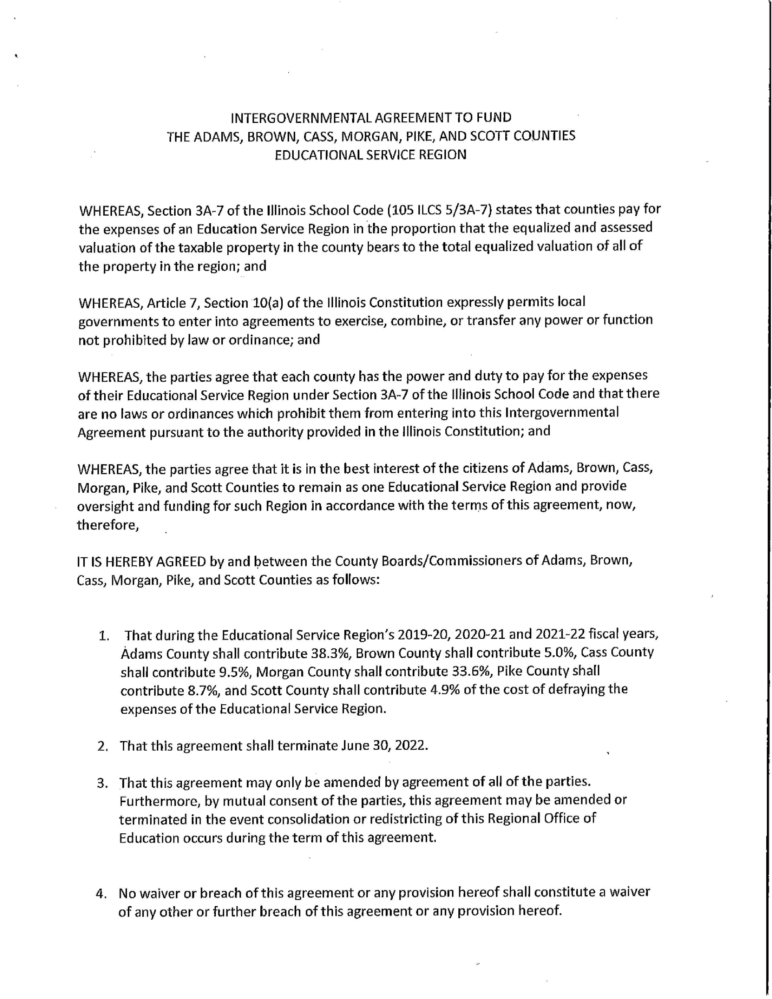 INTERGOVERNMENTAL AGREEMENT TO FUND
THE ADAMS, BROWN, CASS, MORGAN, PIKE, AND SCOTT COUNTIES
EDUCATIONAL SERVICE REGION
WHEREAS, Section 3A-7 of the Illinois School Code (105 ILCS 5/3A-7) states that counties pay for
the expenses of an Education Service Region in the proportion that the equalized and assessed
valuation of the taxable property in the county bears to the total equalized valuation of all of
the property in the region; and
WHEREAS, Article 7, Section 10(a) of the Illinois Constitution expressly permits local
governments to enter into agreements to exercise, combine, or transfer any power or function
not prohibited by law or ordinance; and
WHEREAS, the parties agree that each county has the power and duty to pay for the expenses
of their Educational Service Region under Section 3A-7 of the Illinois School Code and that there
are no laws or ordinances which prohibit them from entering into this Intergovernmental
Agreement pursuant to the authority provided in the Illinois Constitution; and
WHEREAS, the parties agree that it is in the best interest of the citizens of Adams, Brown, Cass,
Morgan, Pike, and Scott Counties to remain as one Educational Service Region and provide
oversight and funding for such Region in accordance with the terms of this agreement, now,
therefore,
IT IS HEREBY AGREED by and between the County Boards/Commissioners of Adams, Brown,
Cass, Morgan, Pike, and Scott Counties as follows:
1. That during the Educational Service Region's 2019-20, 2020-21 and 2021-22 fiscal years,
Adams County shall contribute 38.3%, Brown County shall contribute 5.0%, Cass County
shall contribute 9.5%, Morgan County shall contribute 33.6%, Pike County shall
contribute 8.7%, and Scott County shall contribute 4.9% of the cost of defraying the
expenses of the Educational Service Region.
2. That this agreement shall terminate June 30, 2022.
3. That this agreement may only be amended by agreement of all of the parties.
Furthermore, by mutual consent of the parties, this agreement may be amended or
terminated in the event consolidation or redistricting of this Regional Office of
Education occurs during the term of this agreement.
4. No waiver or breach of this agreement or any provision hereof shall constitute a waiver
of any other or further breach of this agreement or any provision hereof.